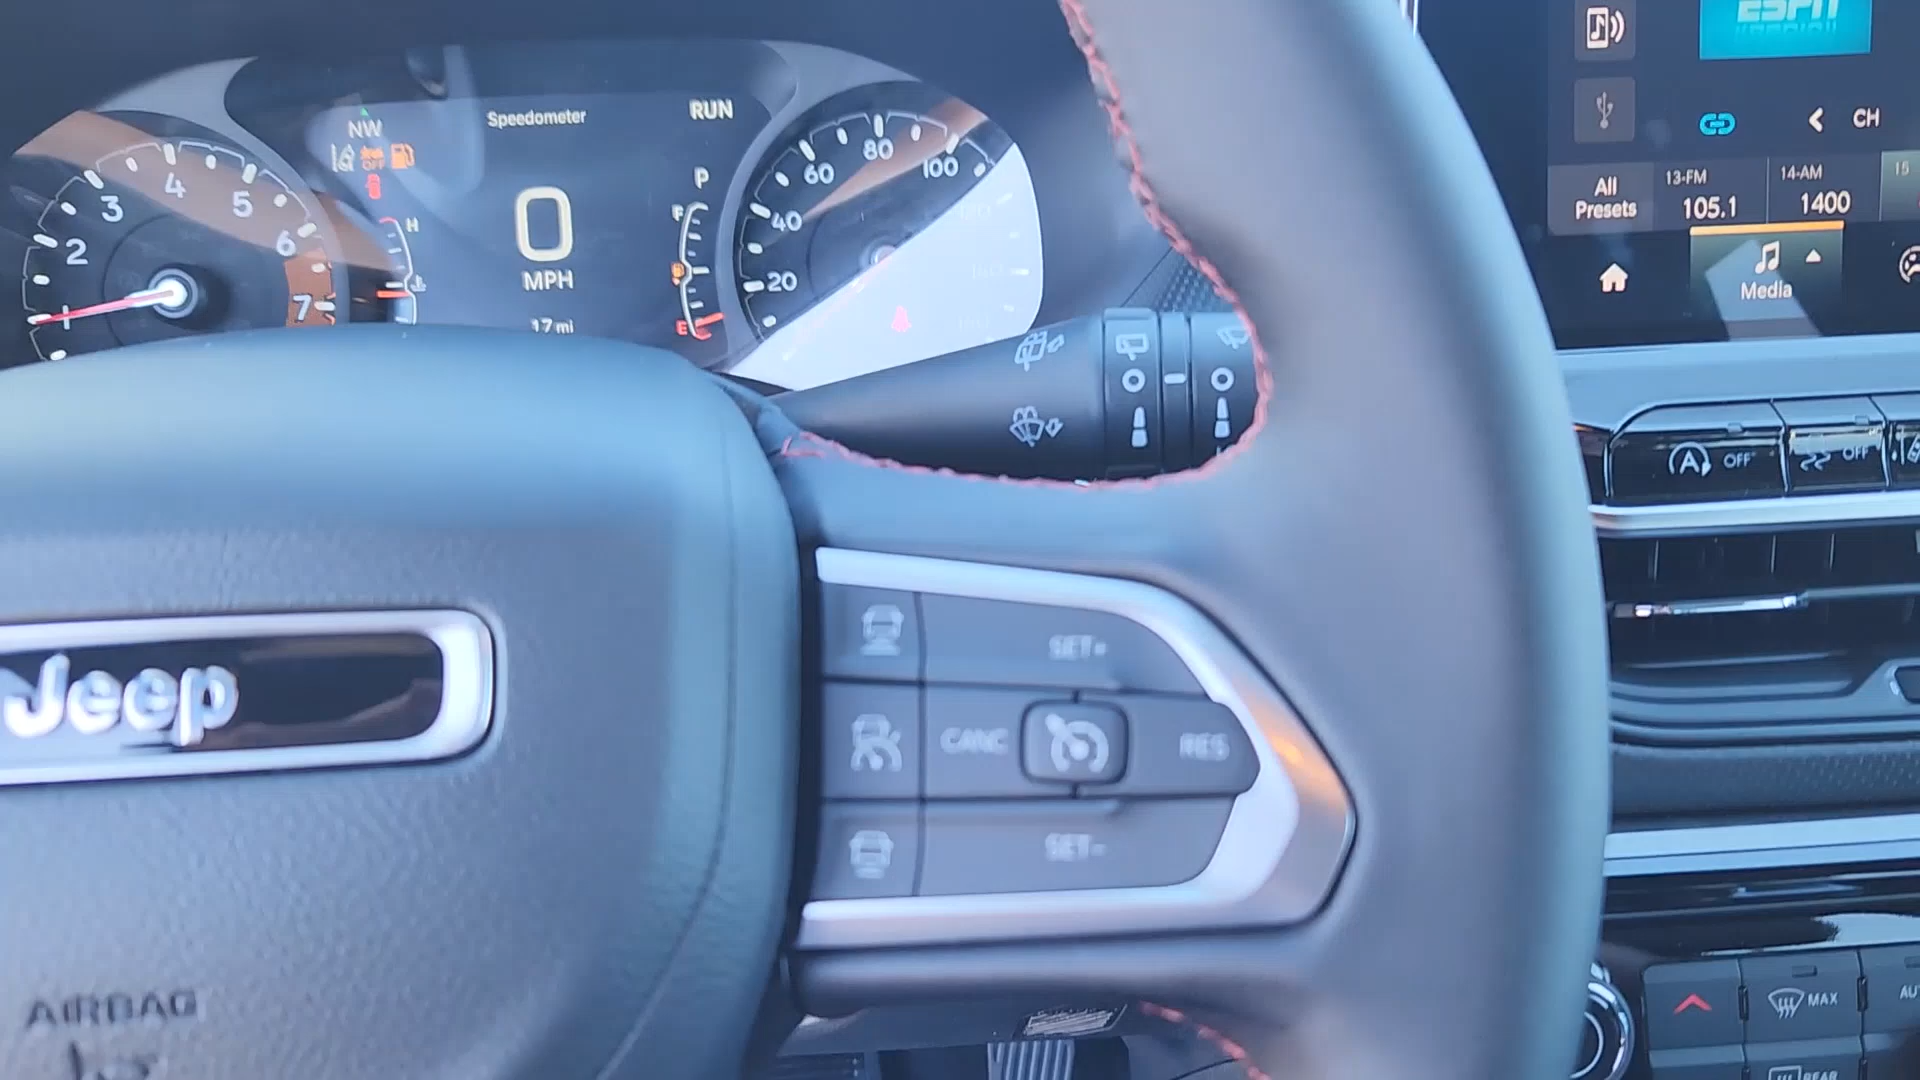 NW
OFF
Speedometer
RUN
1 2 3 4 5 6 7
H
0
MPH
17 mi
P
F
E
20 40 60 80 100
ESPN
CH
All Presets
13-FM
105.1
14-AM
1400
15
Media
A OFF
OFF
Jeep
AIRBAG
SET+
CANC
RES
SET-
MAX
AU
REAR